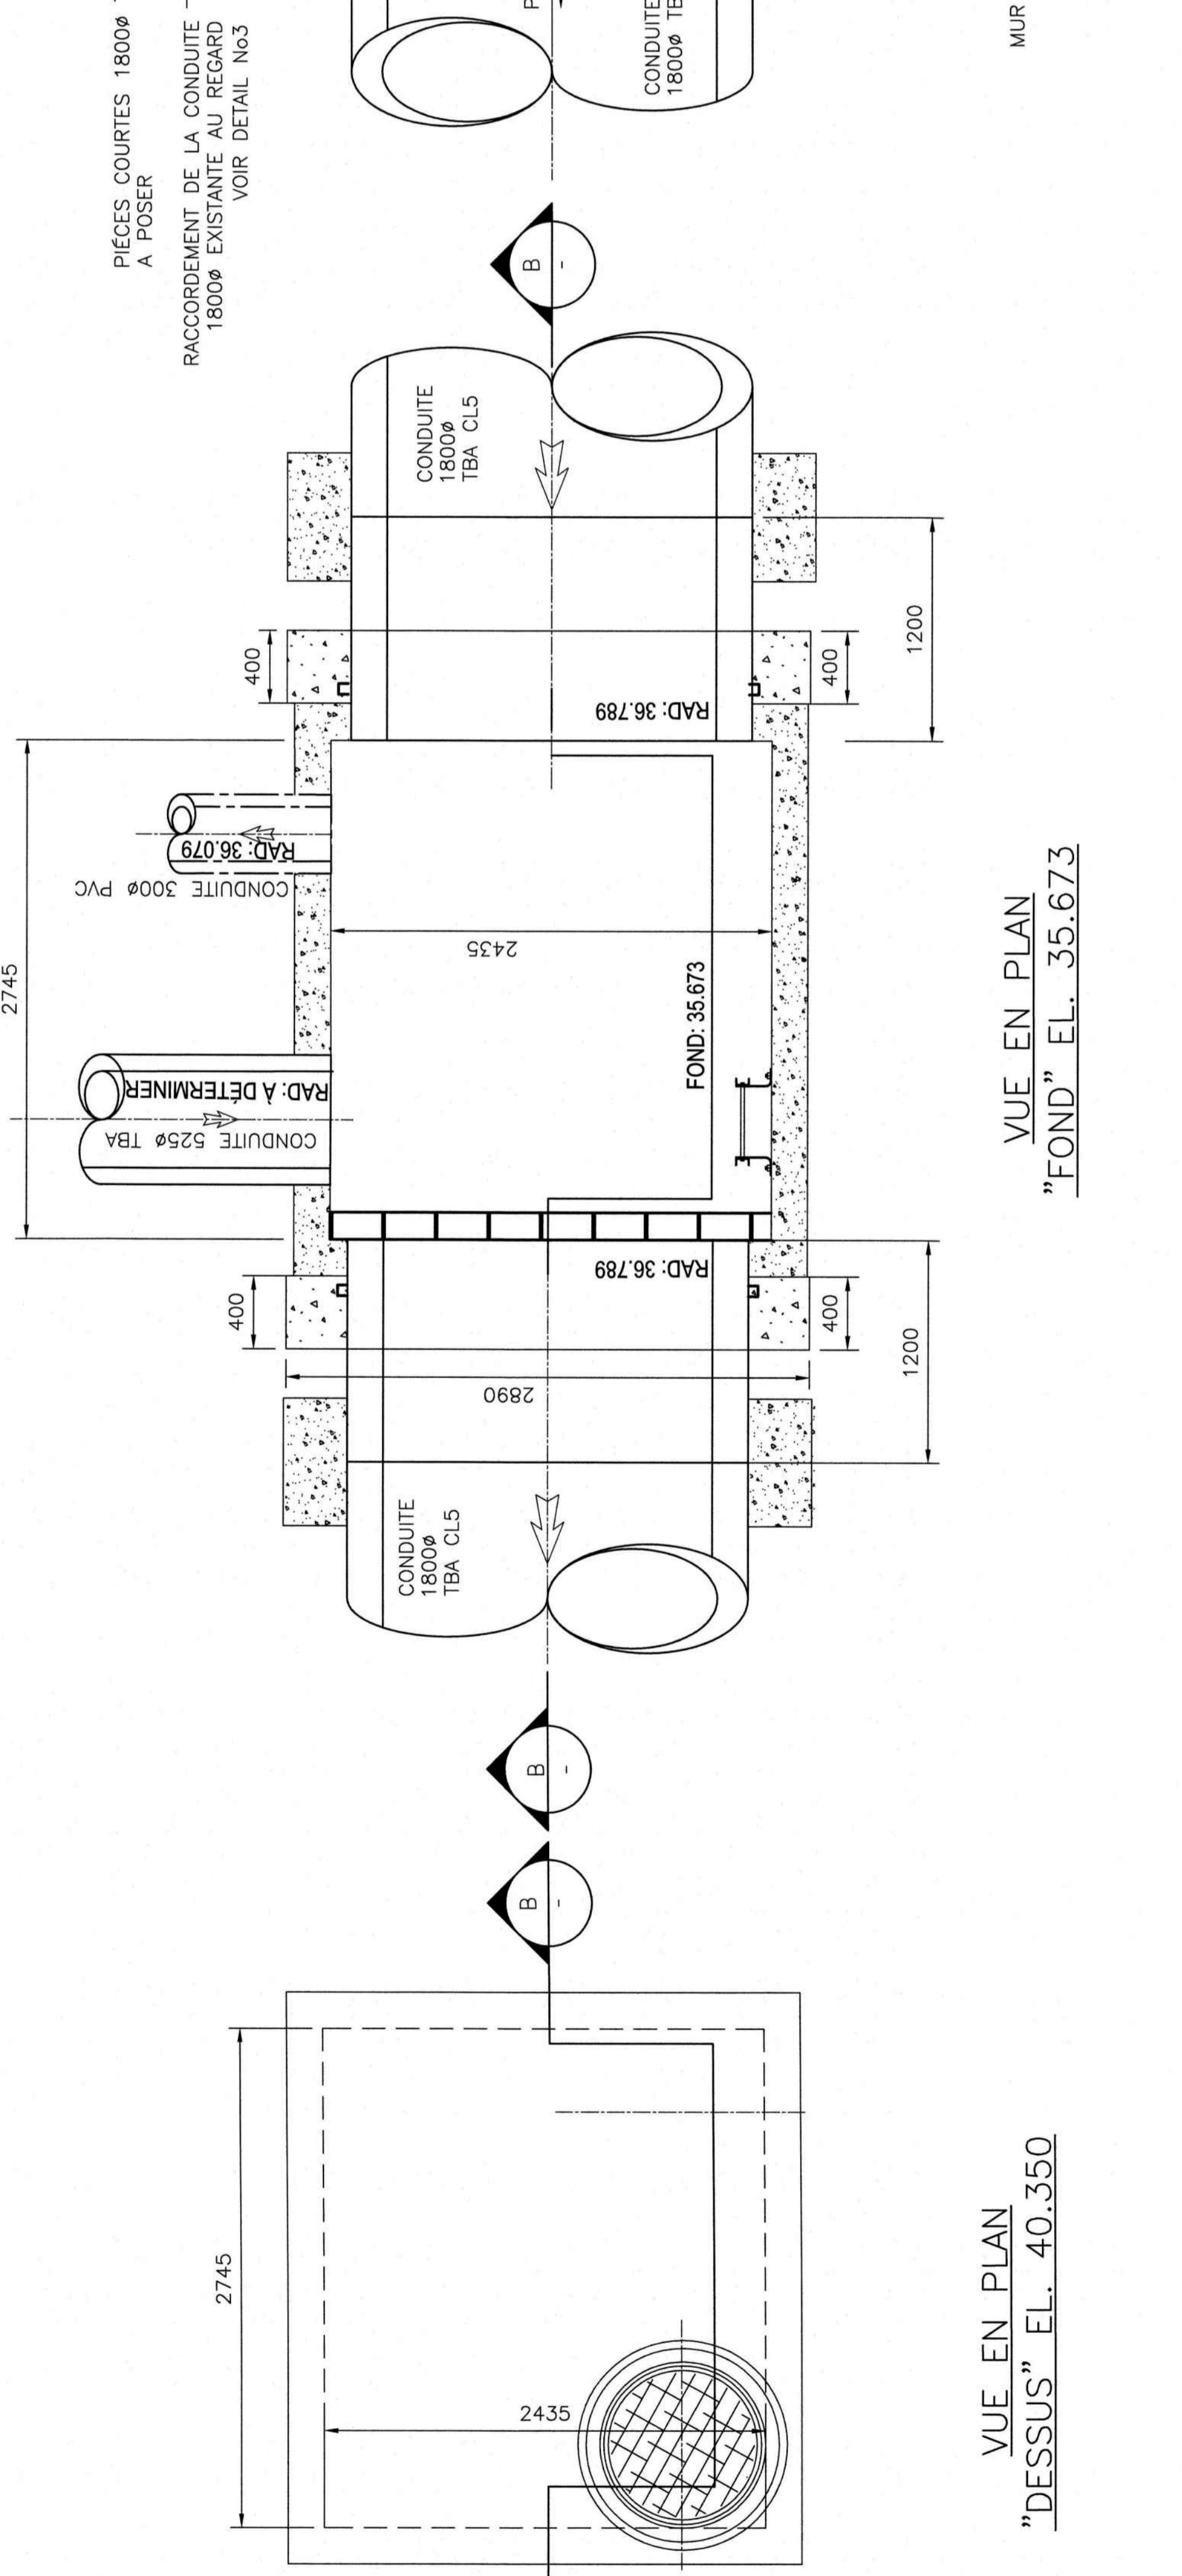 PIÉCES COURTES 1800ø
A POSER
RACCORDEMENT DE LA CONDUITE
1800ø EXISTANTE AU REGARD
VOIR DETAIL No3
CONDUITE
1800ø
P
MUR
B
-
CONDUITE
1800ø
TBA CL5
400
400
1200
RAD: 36.789
2745
CONDUITE 300ø PVC
RAD: 36.079
2435
FOND: 35.673
CONDUITE 525ø TBA
RAD: À DÉTERMINER
RAD: 36.789
400
400
1200
2890
CONDUITE
1800ø
TBA CL5
B
-
VUE EN PLAN
"FOND" EL. 35.673
B
-
2745
2435
VUE EN PLAN
"DESSUS" EL. 40.350